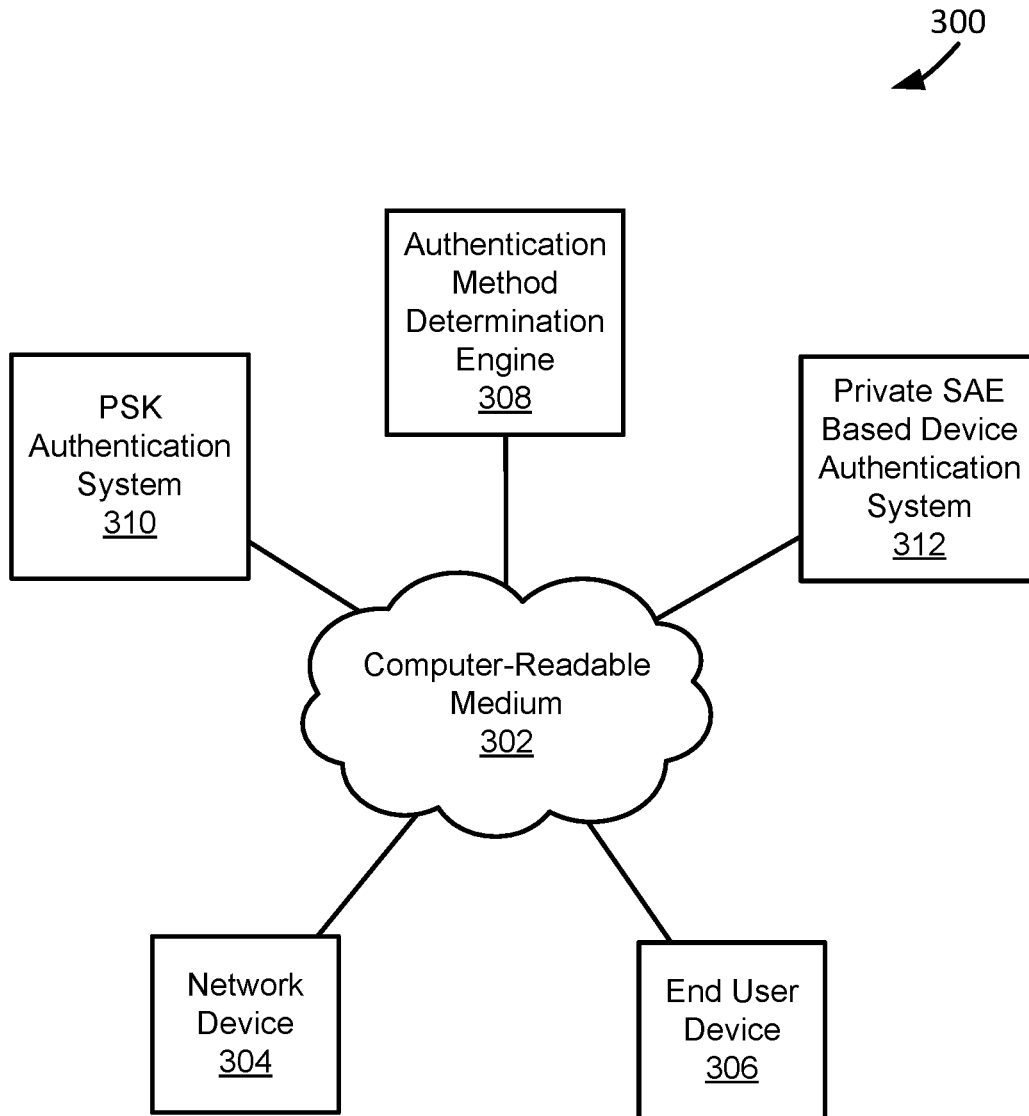 300
Authentication
Method
Determination
Engine
308
PSK
Authentication
System
310
Private SAE
Based Device
Authentication
System
312
Computer-Readable
Medium
302
Network
Device
304
End User
Device
306